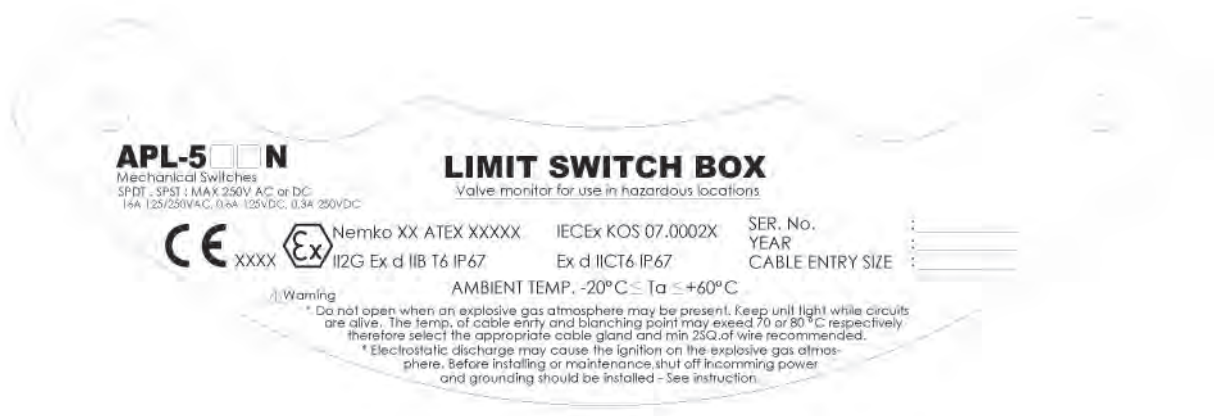 APL-5□□N
Mechanical Switches
SPDT . SPST : MAX 250V AC or DC
16A 125/250VAC, 0.6A 125VDC, 0.3A 250VDC
LIMIT SWITCH BOX
Valve monitor for use in hazardous locations
CE XXXX Ex Nemko XX ATEX XXXXX
II2G Ex d IIB T6 IP67
IECEx KOS 07.0002X
Ex d IICT6 IP67
SER. No. :
YEAR
CABLE ENTRY SIZE :
AMBIENT TEMP. -20°C ≤ Ta ≤ +60°C
⚠Warning
* Do not open when an explosive gas atmosphere may be present. Keep unit tight while circuits
are alive. The temp. of cable enrty and blanching point may exeed 70 or 80 °C respectively
therefore select the appropriate cable gland and min 2SQ.of wire recommended.
* Electrostatic discharge may cause the ignition on the explosive gas atmos-
phere. Before installing or maintenance,shut off incomming power
and grounding should be installed - See instruction